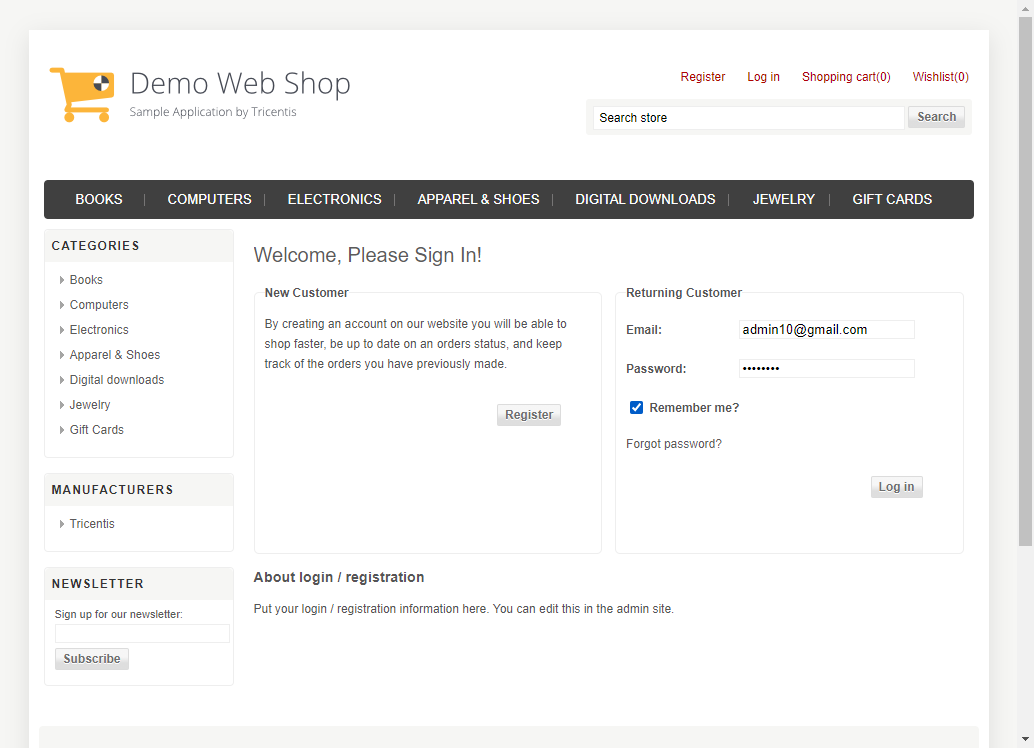 Demo Web Shop
Sample Application by Tricentis
Register Log in Shopping cart(0) Wishlist(0)
Search store Search
BOOKS COMPUTERS ELECTRONICS APPAREL & SHOES DIGITAL DOWNLOADS JEWELRY GIFT CARDS
CATEGORIES
Books
Computers
Electronics
Apparel & Shoes
Digital downloads
Jewelry
Gift Cards
MANUFACTURERS
Tricentis
NEWSLETTER
Sign up for our newsletter:
Subscribe
Welcome, Please Sign In!
New Customer
By creating an account on our website you will be able to
shop faster, be up to date on an orders status, and keep
track of the orders you have previously made.
Register
Returning Customer
Email: admin10@gmail.com
Password: ••••••••
Remember me?
Forgot password?
Log in
About login / registration
Put your login / registration information here. You can edit this in the admin site.